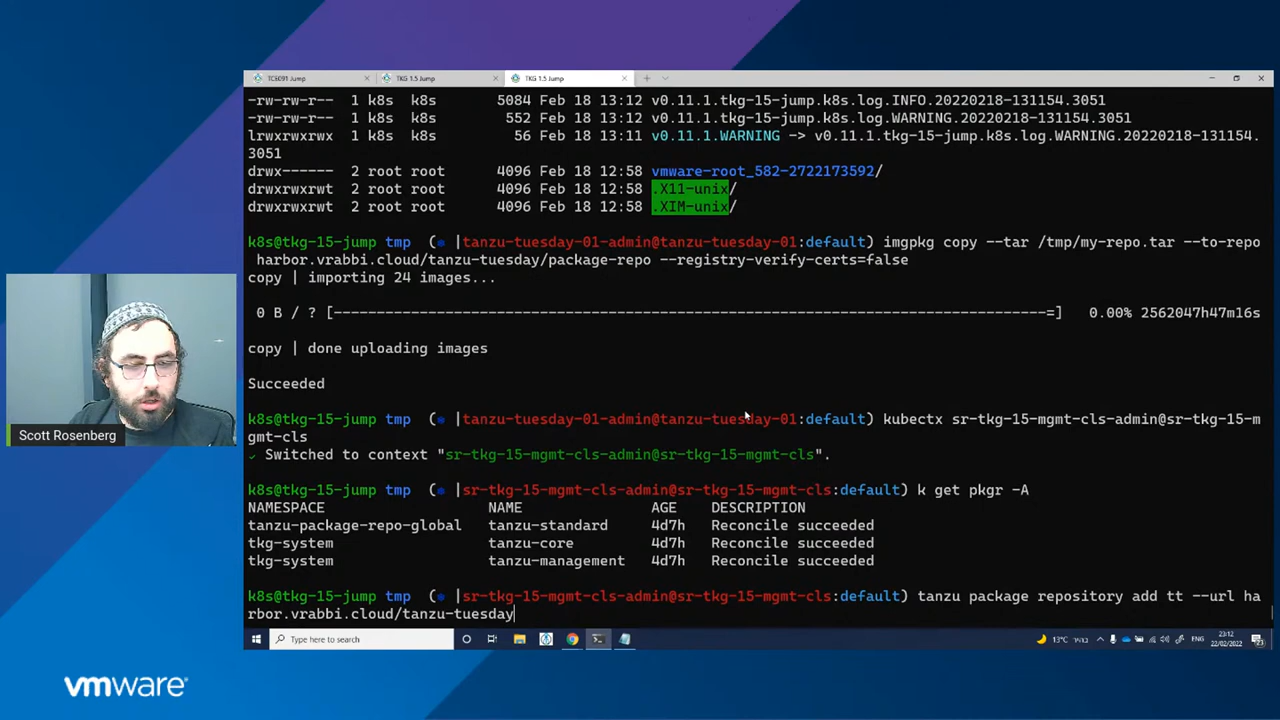 TCE091 Jump
TKG 1.5 Jump
TKG 1.5 Jump
-rw-rw-r-- 1 k8s k8s 5084 Feb 18 13:12 v0.11.1.tkg-15-jump.k8s.log.INFO.20220218-131154.3051
-rw-rw-r-- 1 k8s k8s 552 Feb 18 13:12 v0.11.1.tkg-15-jump.k8s.log.WARNING.20220218-131154.3051
lrwxrwxrwx 1 k8s k8s 56 Feb 18 13:11 v0.11.1.WARNING -> v0.11.1.tkg-15-jump.k8s.log.WARNING.20220218-131154.
3051
drwx------ 2 root root 4096 Feb 18 12:58 vmware-root_582-2722173592/
drwxrwxrwt 2 root root 4096 Feb 18 12:58 .X11-unix/
drwxrwxrwt 2 root root 4096 Feb 18 12:58 .XIM-unix/
k8s@tkg-15-jump tmp (⎈ |tanzu-tuesday-01-admin@tanzu-tuesday-01:default) imgpkg copy --tar /tmp/my-repo.tar --to-repo
harbor.vrabbi.cloud/tanzu-tuesday/package-repo --registry-verify-certs=false
copy | importing 24 images...
0 B / ? [-------------------------------------------------------------------------------------=] 0.00% 2562047h47m16s
copy | done uploading images
Succeeded
k8s@tkg-15-jump tmp (⎈ |tanzu-tuesday-01-admin@tanzu-tuesday-01:default) kubectx sr-tkg-15-mgmt-cls-admin@sr-tkg-15-m
gmt-cls
✓ Switched to context "sr-tkg-15-mgmt-cls-admin@sr-tkg-15-mgmt-cls".
k8s@tkg-15-jump tmp (⎈ |sr-tkg-15-mgmt-cls-admin@sr-tkg-15-mgmt-cls:default) k get pkgr -A
NAMESPACE NAME AGE DESCRIPTION
tanzu-package-repo-global tanzu-standard 4d7h Reconcile succeeded
tkg-system tanzu-core 4d7h Reconcile succeeded
tkg-system tanzu-management 4d7h Reconcile succeeded
k8s@tkg-15-jump tmp (⎈ |sr-tkg-15-mgmt-cls-admin@sr-tkg-15-mgmt-cls:default) tanzu package repository add tt --url ha
rbor.vrabbi.cloud/tanzu-tuesday
Scott Rosenberg
Type here to search
13°C בהיר
ENG
23:12
22/02/2022
vmware®